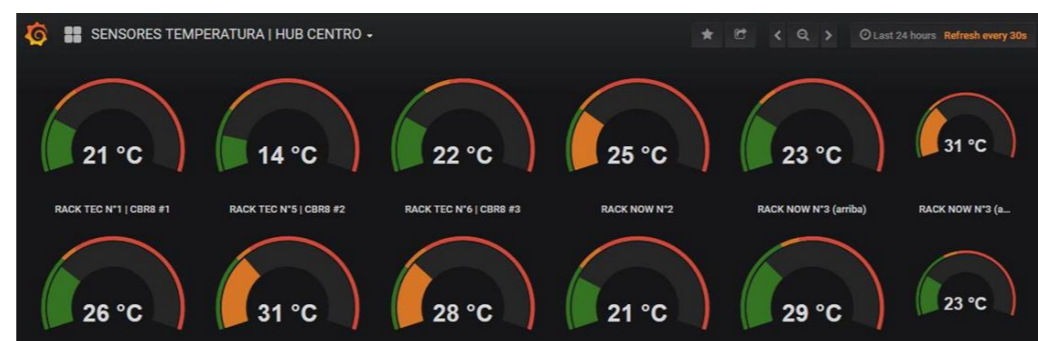 SENSORES TEMPERATURA | HUB CENTRO
Last 24 hours Refresh every 30s
21 °C
14 °C
22 °C
25 °C
23 °C
31 °C
RACK TEC N°1 | CBR8 #1
RACK TEC N°5 | CBR8 #2
RACK TEC N°6 | CBR8 #3
RACK NOW N°2
RACK NOW N°3 (arriba)
RACK NOW N°3 (a...
26 °C
31 °C
28 °C
21 °C
29 °C
23 °C